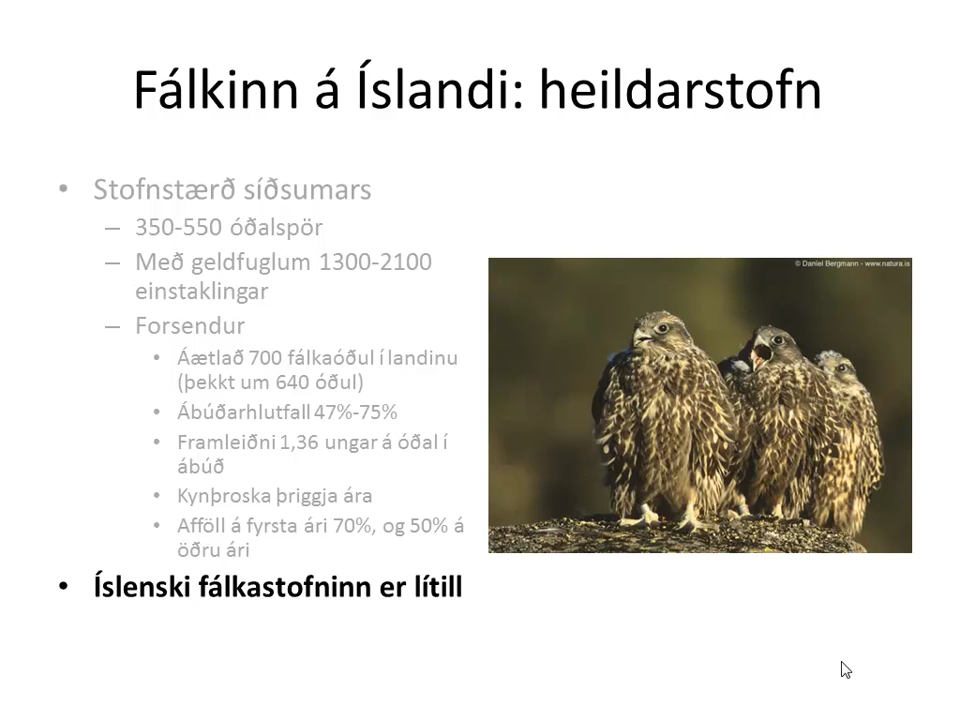 Fálkinn á Íslandi: heildarstofn
• Stofnstærð síðsumars
– 350-550 óðalspör
– Með geldfuglum 1300-2100
einstaklingar
– Forsendur
• Áætlað 700 fálkaóðul í landinu
(þekkt um 640 óðul)
• Ábúðarhlutfall 47%-75%
• Framleiðni 1,36 ungar á óðal í
ábúð
• Kynþroska þriggja ára
• Afföll á fyrsta ári 70%, og 50% á
öðru ári
• Íslenski fálkastofninn er lítill
© Daniel Bergmann - www.natura.is